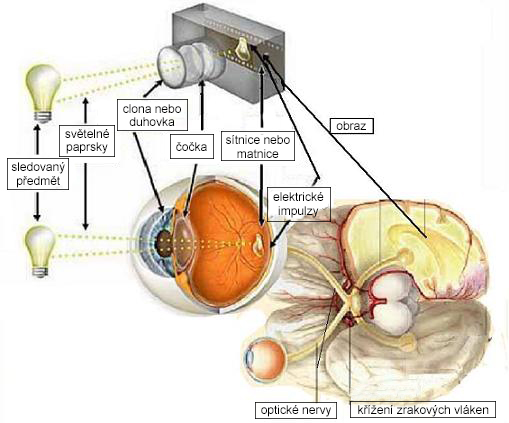 clona nebo
duhovka
světelné
paprsky
čočka
sítnice nebo
matnice
obraz
sledovaný
předmět
elektrické
impulzy
optické nervy
křížení zrakových vláken